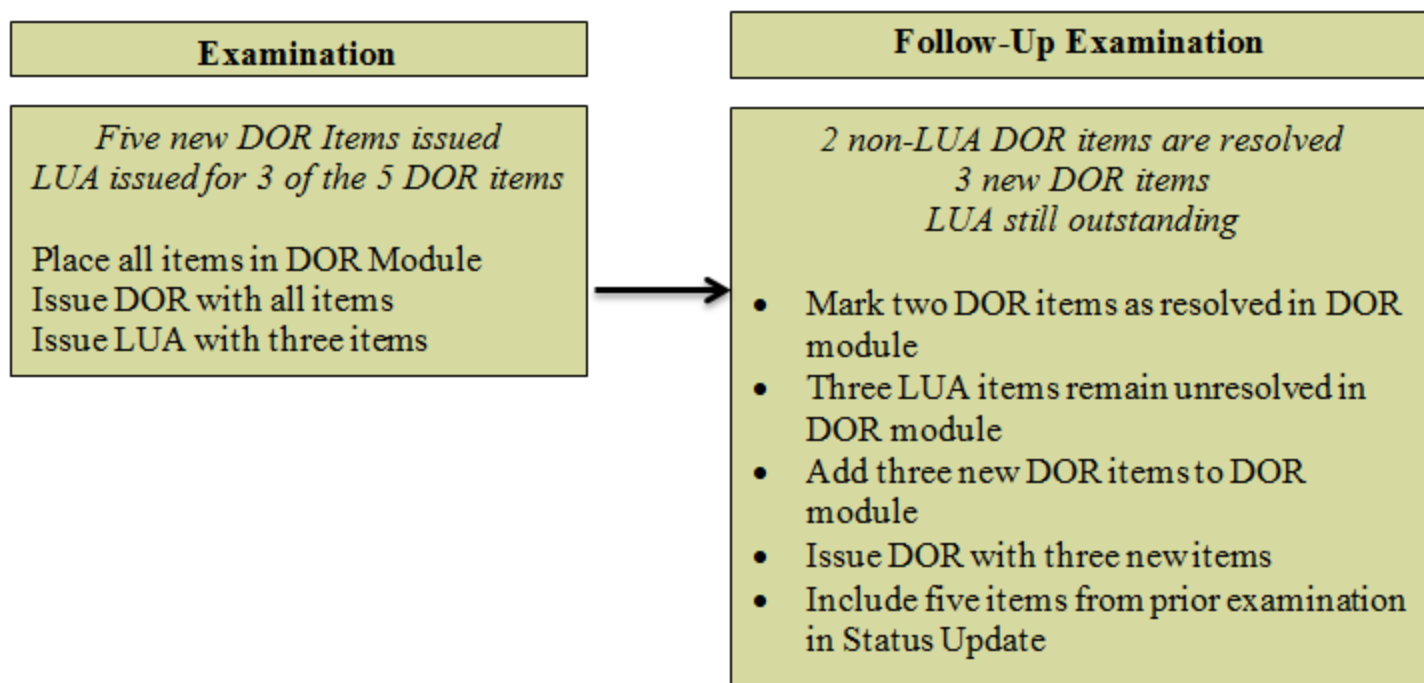 Examination
Five new DOR Items issued
LUA issued for 3 of the 5 DOR items
Place all items in DOR Module
Issue DOR with all items
Issue LUA with three items
Follow-Up Examination
2 non-LUA DOR items are resolved
3 new DOR items
LUA still outstanding
• Mark two DOR items as resolved in DOR
module
• Three LUA items remain unresolved in
DOR module
• Add three new DOR items to DOR
module
• Issue DOR with three new items
• Include five items from prior examination
in Status Update